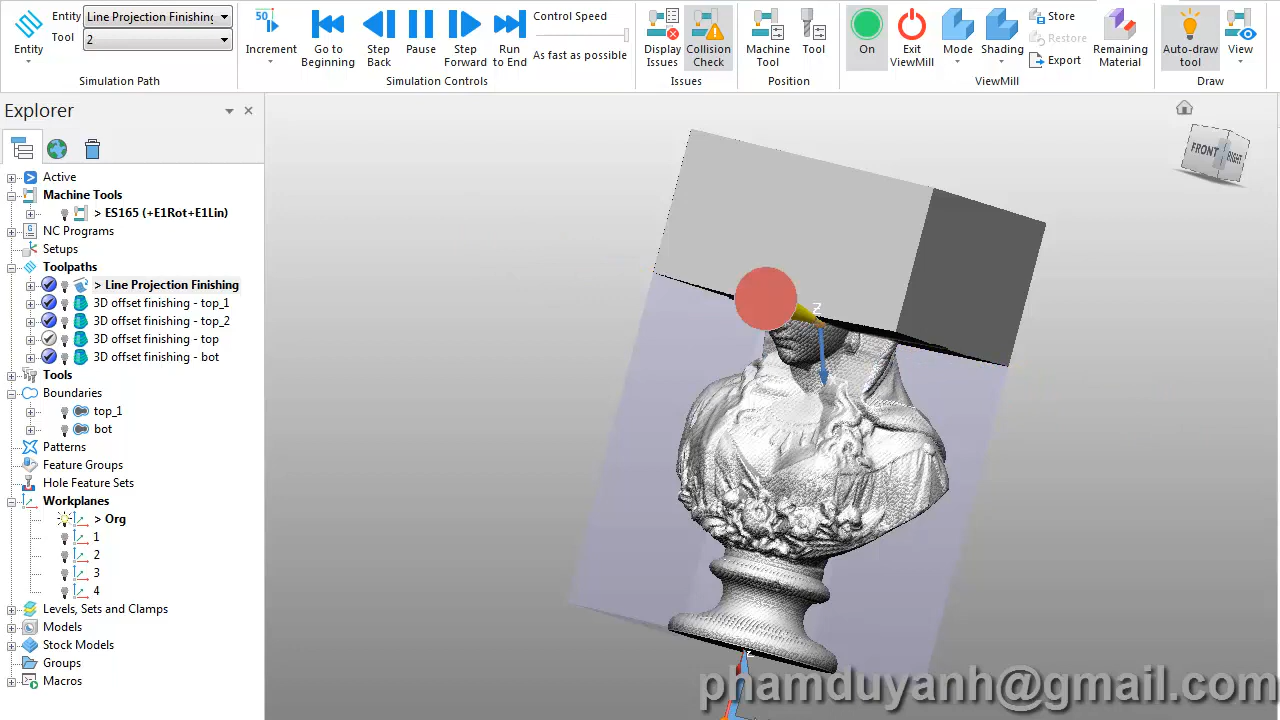 Entity
Entity Line Projection Finishing
Tool 2
Simulation Path
50
Increment
Go to Beginning
Step Back
Pause
Step Forward
Run to End
Control Speed
As fast as possible
Simulation Controls
Display Issues
Collision Check
Issues
Machine Tool
Tool
Position
On
Exit ViewMill
Mode
Shading
Store
Restore
Export
Remaining Material
ViewMill
Auto-draw tool
View
Draw
Explorer
Active
Machine Tools
> ES165 (+E1Rot+E1Lin)
NC Programs
Setups
Toolpaths
> Line Projection Finishing
3D offset finishing - top_1
3D offset finishing - top_2
3D offset finishing - top
3D offset finishing - bot
Tools
Boundaries
top_1
bot
Patterns
Feature Groups
Hole Feature Sets
Workplanes
> Org
1
2
3
4
Levels, Sets and Clamps
Models
Stock Models
Groups
Macros
FRONT
RIGHT
Z
Z
phamduyanh@gmail.com